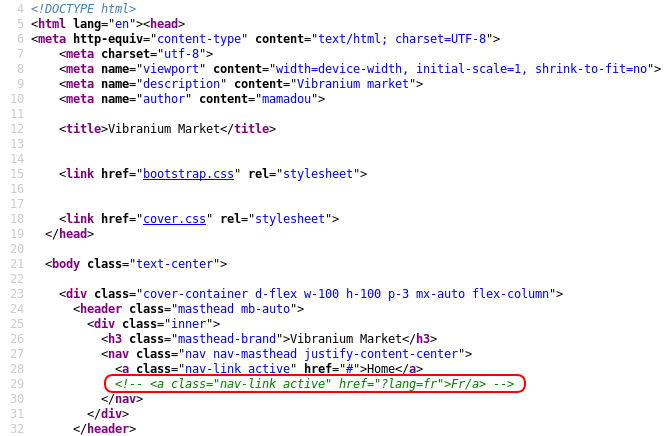 4 <!DOCTYPE html>
5 <html lang="en"><head>
6 <meta http-equiv="content-type" content="text/html; charset=UTF-8">
7     <meta charset="utf-8">
8     <meta name="viewport" content="width=device-width, initial-scale=1, shrink-to-fit=no">
9     <meta name="description" content="Vibranium market">
10     <meta name="author" content="mamadou">
11
12     <title>Vibranium Market</title>
13
14
15     <link href="bootstrap.css" rel="stylesheet">
16
17
18     <link href="cover.css" rel="stylesheet">
19   </head>
20
21   <body class="text-center">
22
23     <div class="cover-container d-flex w-100 h-100 p-3 mx-auto flex-column">
24       <header class="masthead mb-auto">
25         <div class="inner">
26           <h3 class="masthead-brand">Vibranium Market</h3>
27           <nav class="nav nav-masthead justify-content-center">
28             <a class="nav-link active" href="#">Home</a>
29             <!-- <a class="nav-link active" href="?lang=fr">Fr/a> -->
30           </nav>
31         </div>
32       </header>